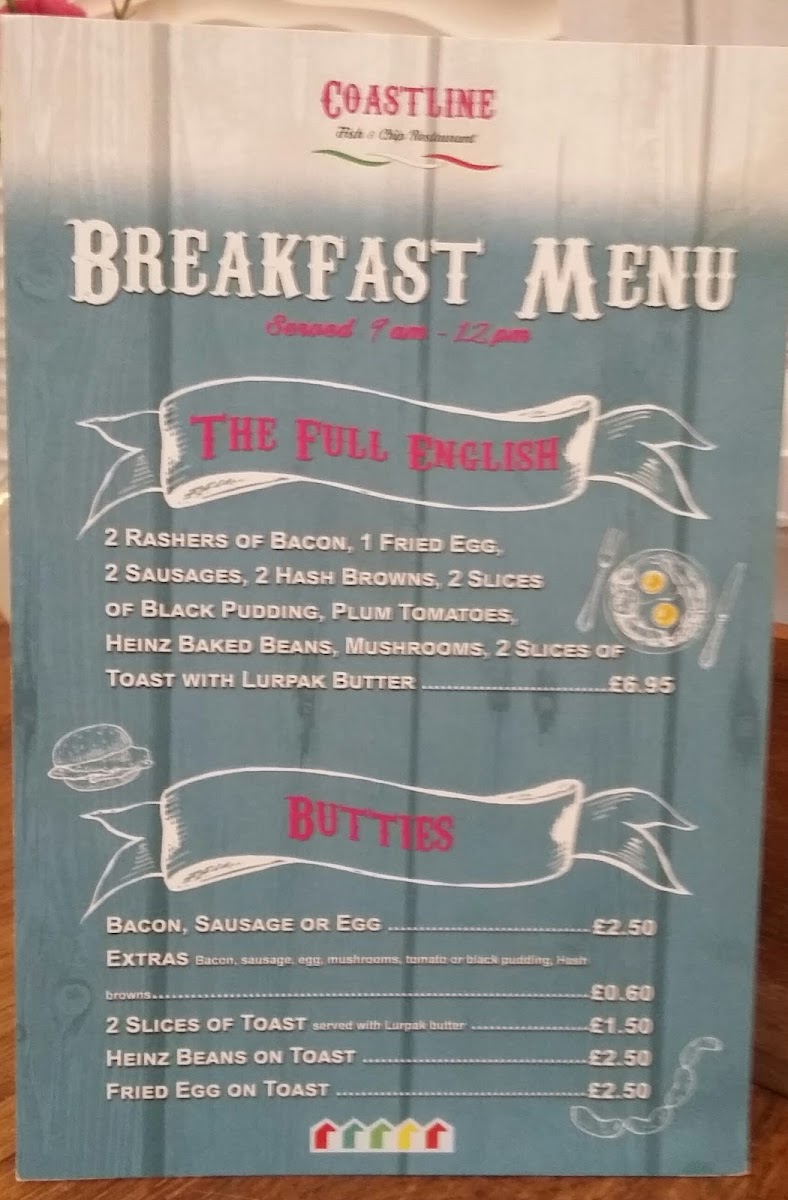 COASTLINE
Fish & Chip Restaurant
BREAKFAST MENU
Served 9 am - 12 pm
THE FULL ENGLISH
2 RASHERS OF BACON, 1 FRIED EGG,
2 SAUSAGES, 2 HASH BROWNS, 2 SLICES
OF BLACK PUDDING, PLUM TOMATOES,
HEINZ BAKED BEANS, MUSHROOMS, 2 SLICES OF
TOAST WITH LURPAK BUTTER ........................................£6.95
BUTTIES
BACON, SAUSAGE OR EGG ........................................£2.50
EXTRAS Bacon, sausage, egg, mushrooms, tomato or black pudding, Hash
browns........................................£0.60
2 SLICES OF TOAST served with Lurpak butter ........................£1.50
HEINZ BEANS ON TOAST ........................................£2.50
FRIED EGG ON TOAST ........................................£2.50